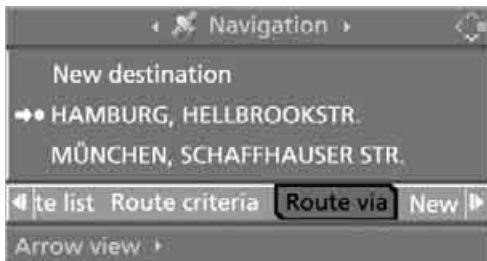 Navigation
New destination
HAMBURG, HELLBROOKSTR.
MÜNCHEN, SCHAFFHAUSER STR.
te list Route criteria Route via New
Arrow view